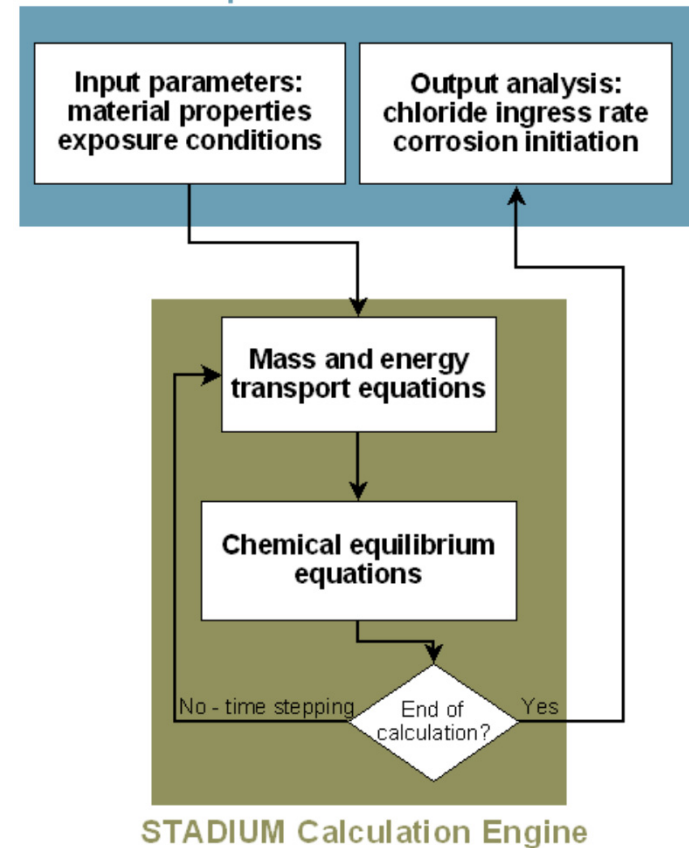 Input parameters:
material properties
exposure conditions
Output analysis:
chloride ingress rate
corrosion initiation
Mass and energy
transport equations
Chemical equilibrium
equations
No - time stepping
End of
calculation?
Yes
STADIUM Calculation Engine